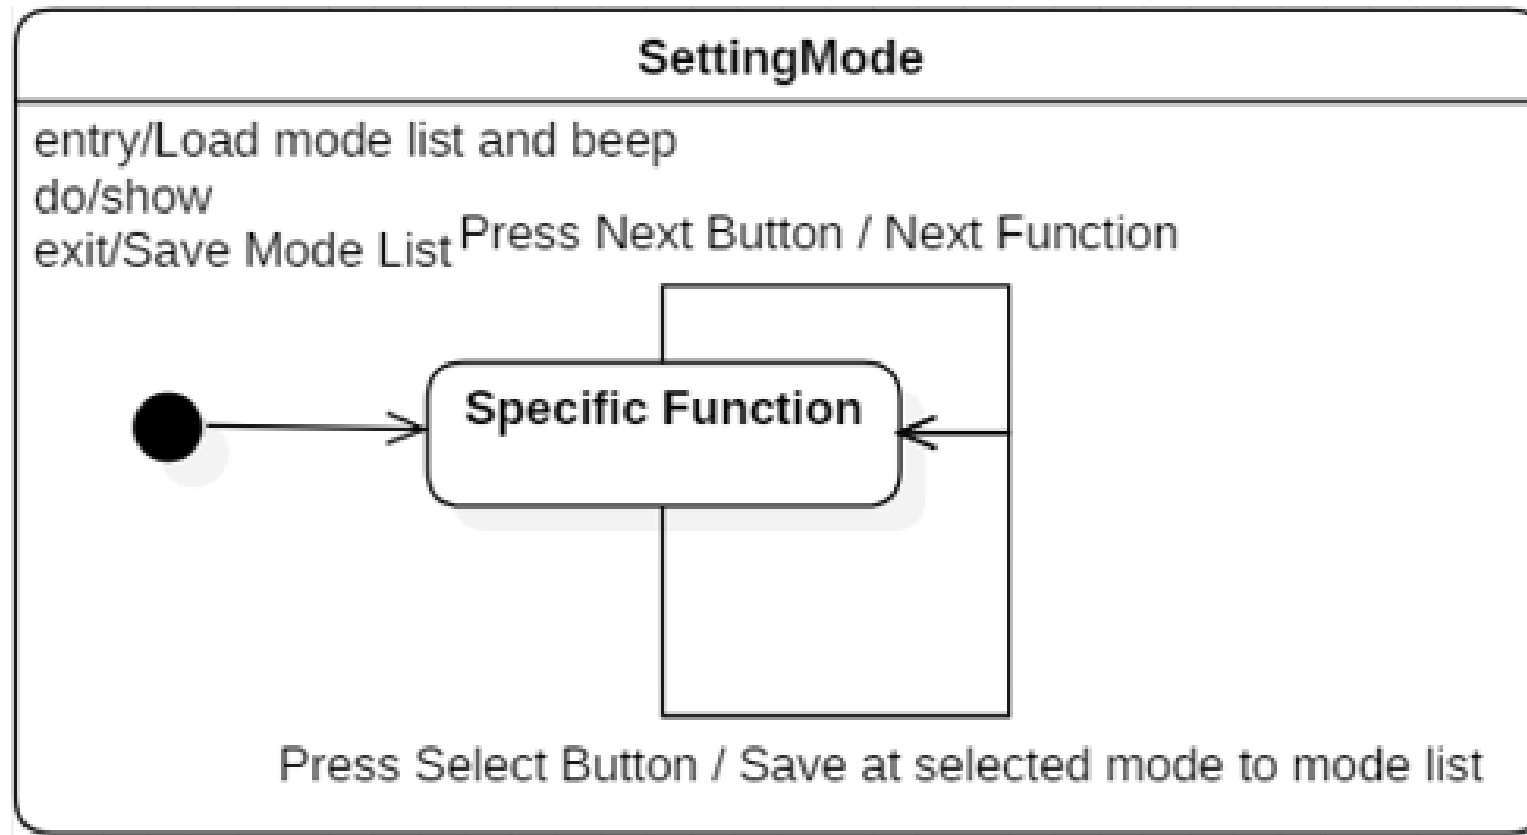 SettingMode
entry/Load mode list and beep
do/show
exit/Save Mode List
Press Next Button / Next Function
Specific Function
Press Select Button / Save at selected mode to mode list